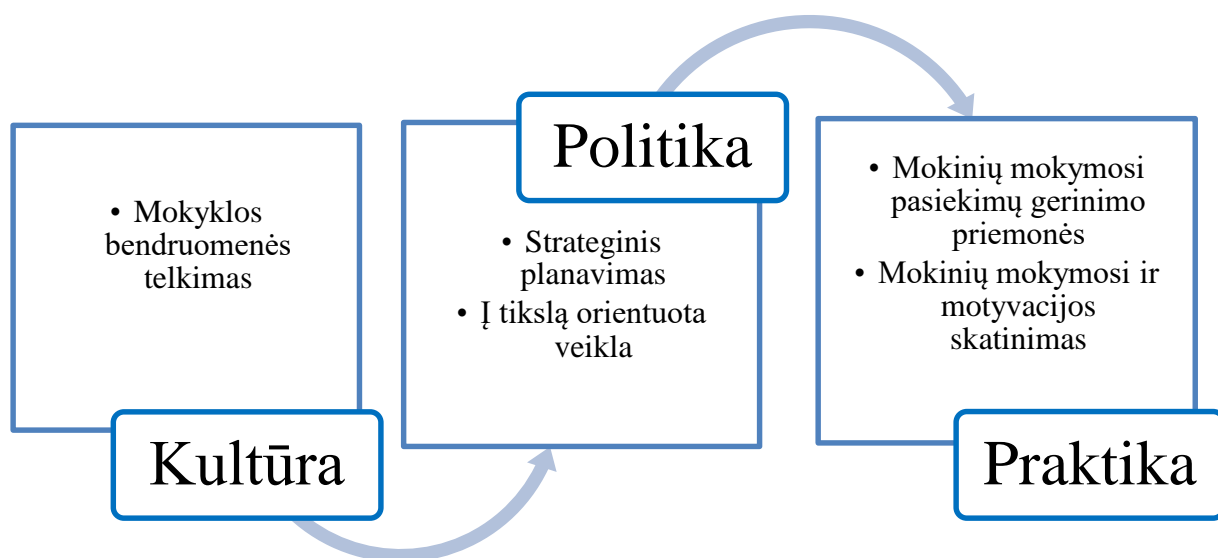 • Mokyklos
bendruomenės
telkimas
Kultūra
Politika
• Strateginis
planavimas
• Į tikslą orientuota
veikla
• Mokinių mokymosi
pasiekimų gerinimo
priemonės
• Mokinių mokymosi ir
motyvacijos
skatinimas
Praktika